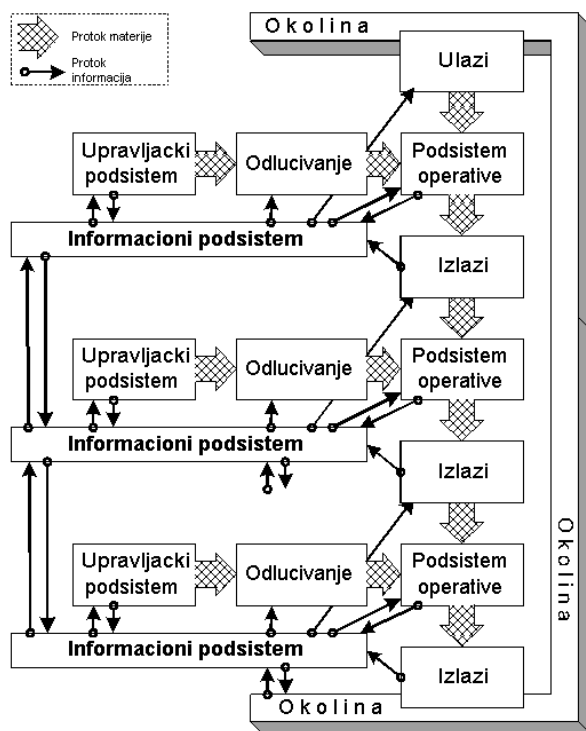 Okolina
Protok materije
Protok
informacija
Ulazi
Upravljacki
podsistem
Odlucivanje
Podsistem
operative
Informacioni podsistem
Izlazi
Upravljacki
podsistem
Odlucivanje
Podsistem
operative
Informacioni podsistem
Izlazi
Upravljacki
podsistem
Odlucivanje
Podsistem
operative
Informacioni podsistem
Izlazi
Okolina
Okolina